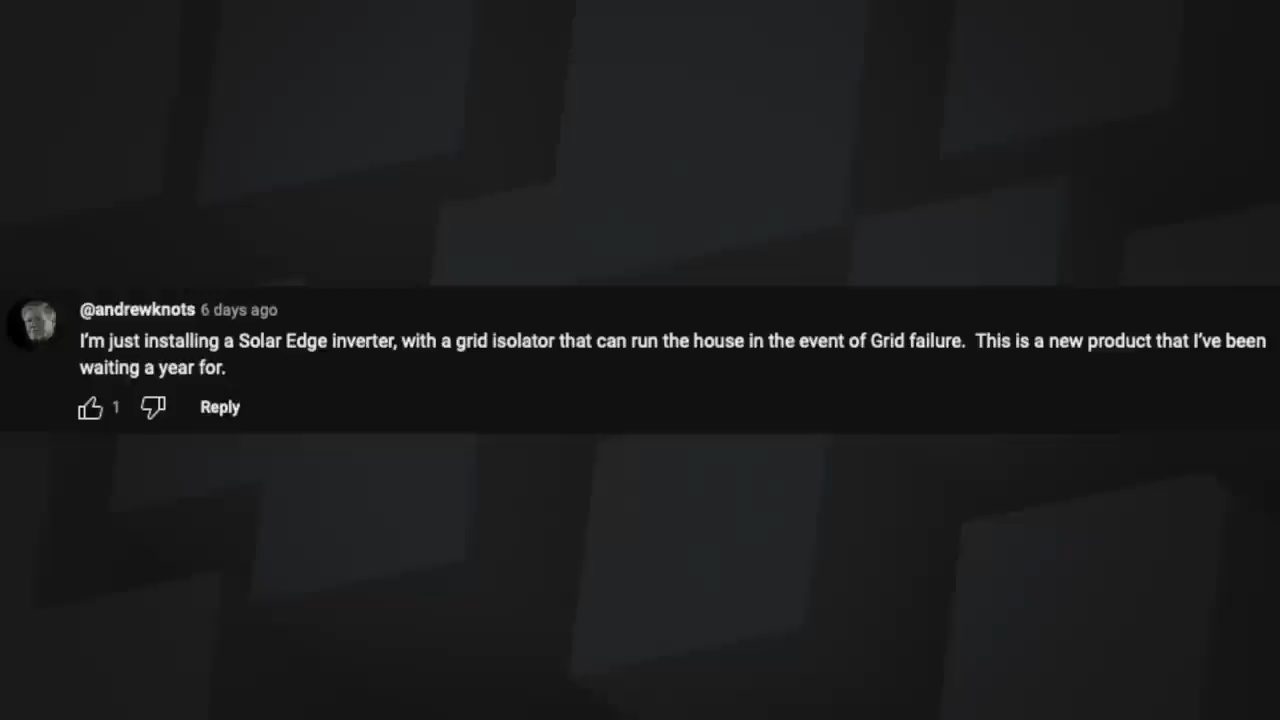 @andrewknots 6 days ago
I’m just installing a Solar Edge inverter, with a grid isolator that can run the house in the event of Grid failure.  This is a new product that I’ve been
waiting a year for.
1 Reply